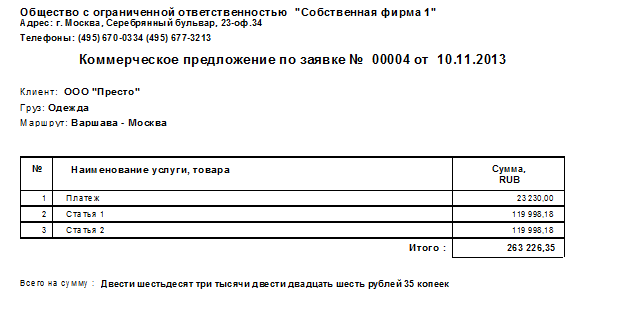 Общество с ограниченной ответственностью "Собственная фирма 1"
Адрес: г. Москва, Серебрянный бульвар, 23-оф.34
Телефоны: (495) 670-0334 (495) 677-3213
Коммерческое предложение по заявке № 00004 от 10.11.2013
Клиент: ООО "Престо"
Груз: Одежда
Маршрут: Варшава - Москва
№ Наименование услуги, товара Сумма,
RUB
1 Платеж 23 230,00
2 Статья 1 119 998,18
3 Статья 2 119 998,18
Итого : 263 226,35
Всего на сумму : Двести шестьдесят три тысячи двести двадцать шесть рублей 35 копеек